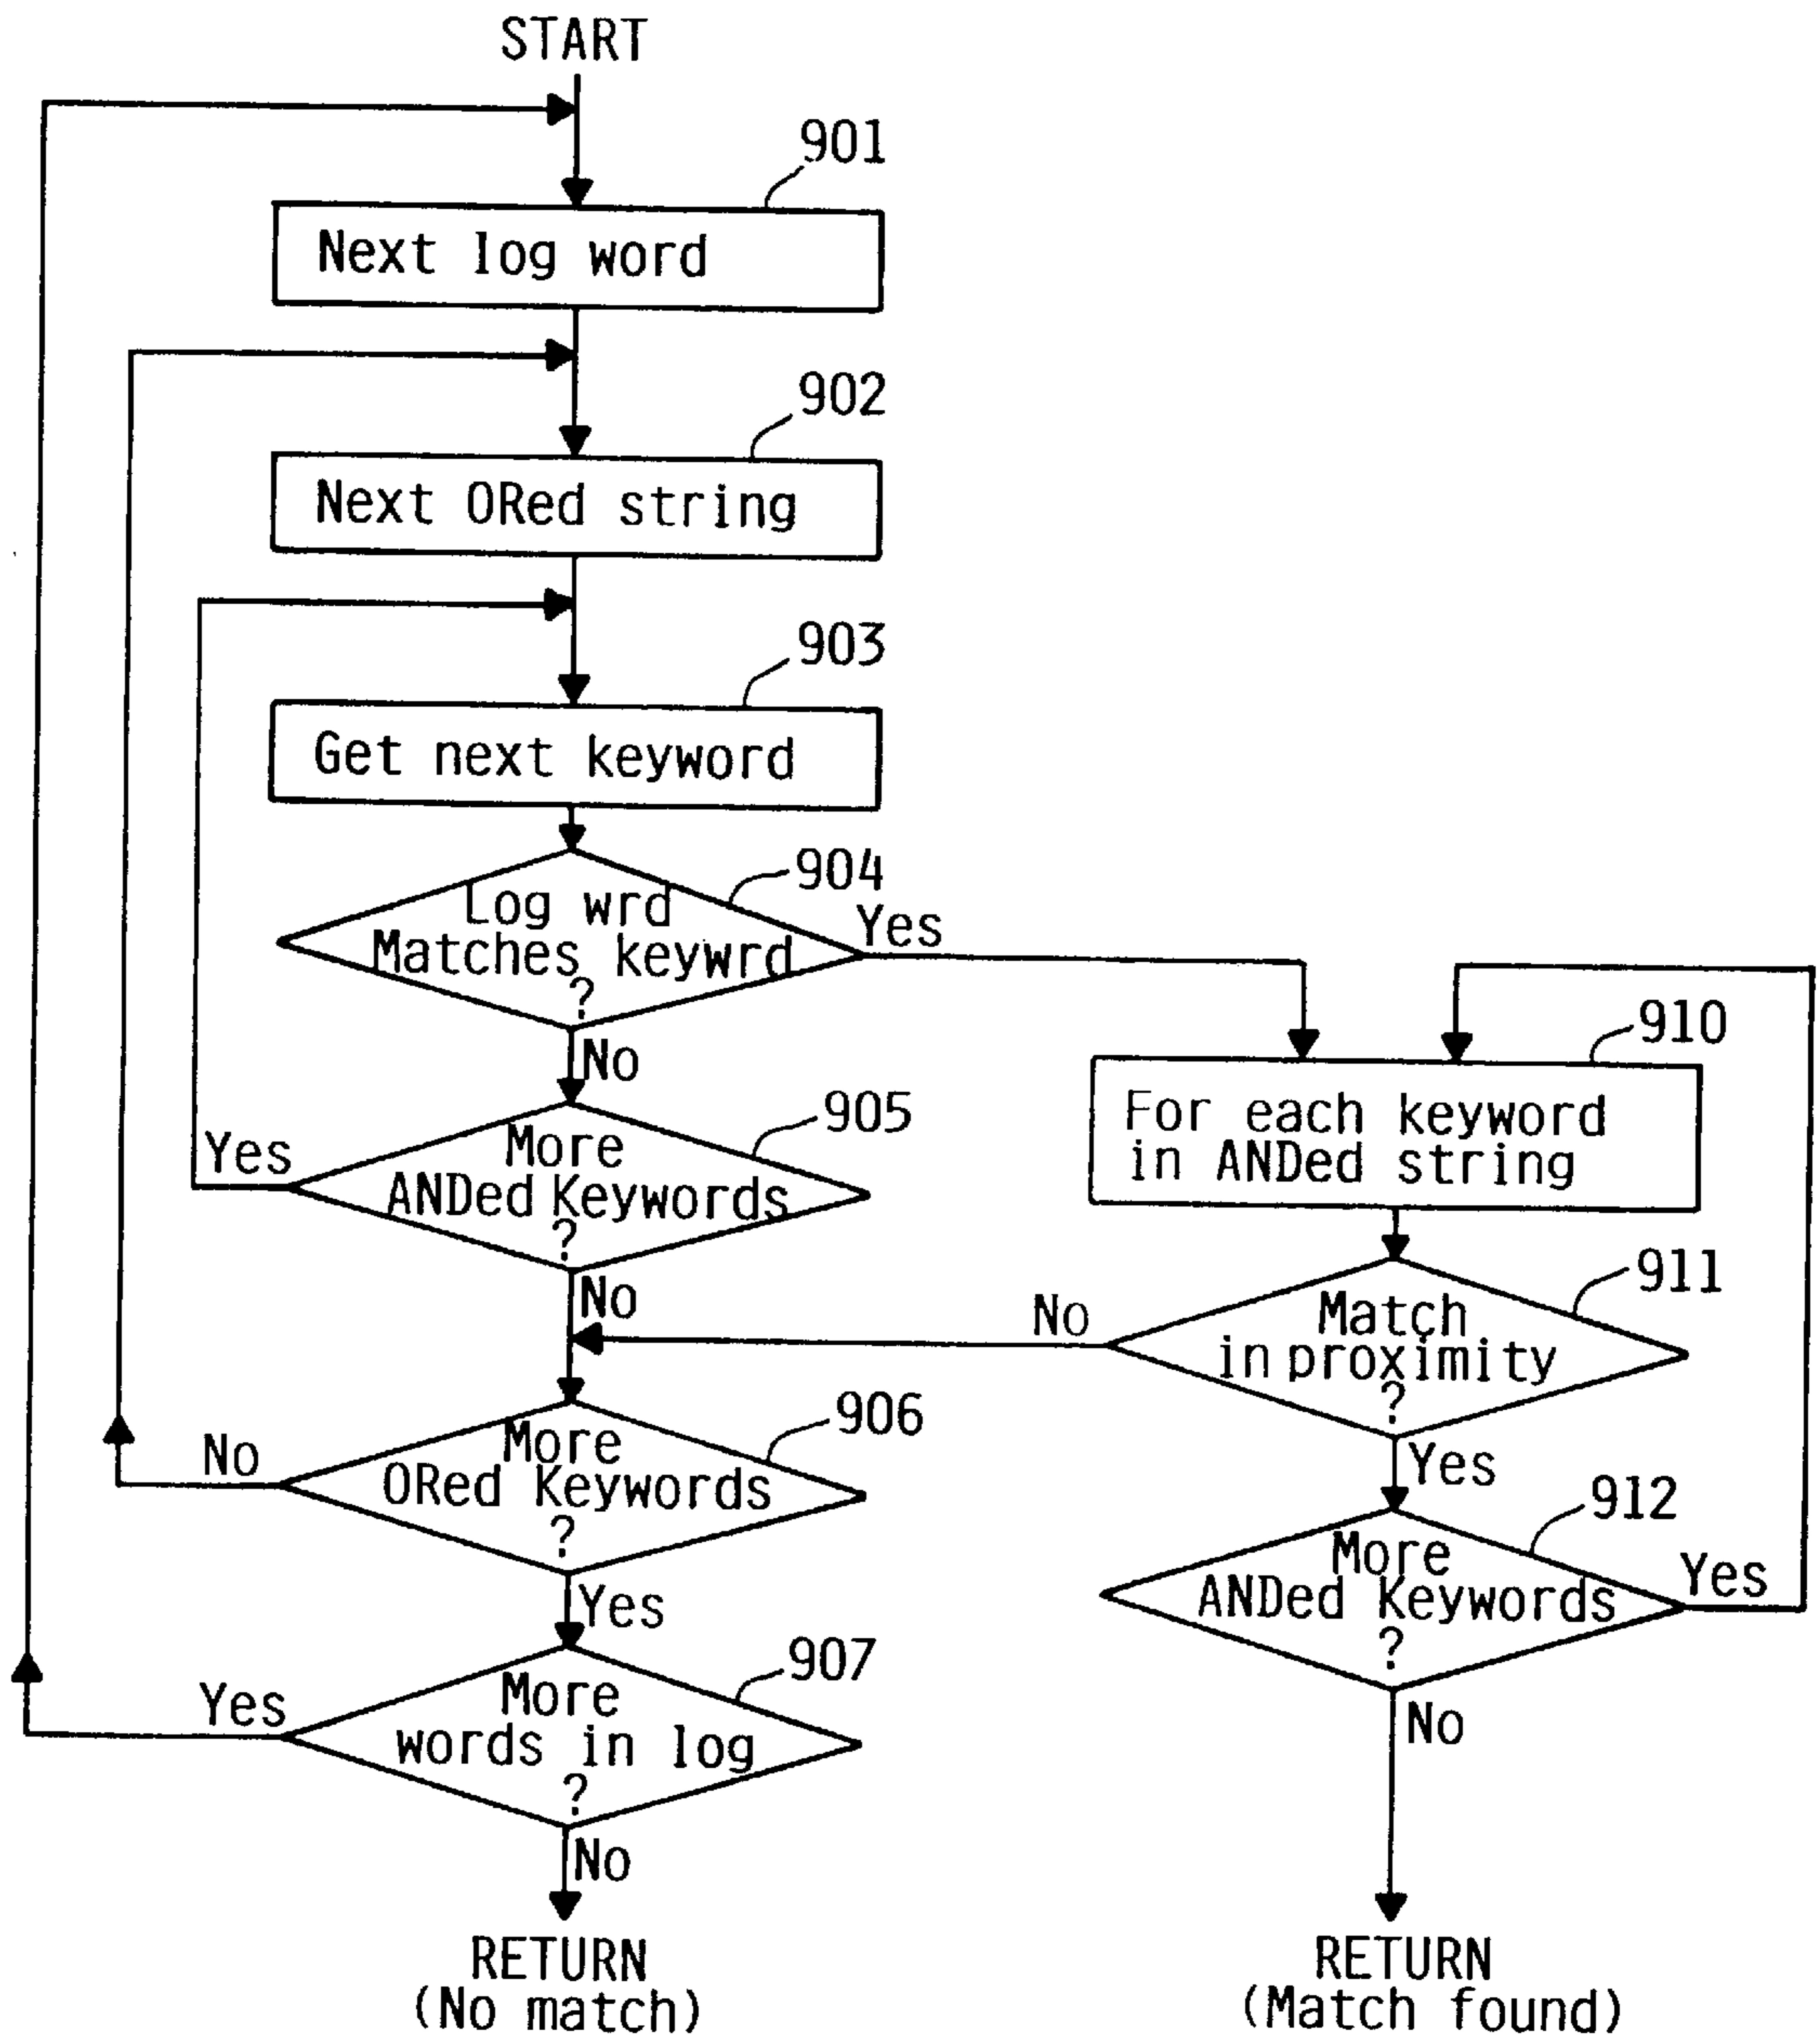 START
901
Next log word
902
Next ORed string
903
Get next keyword
904
Log wrd
Matches keywrd
?
Yes
No
905
More
ANDed Keywords
?
Yes
No
906
More
ORed Keywords
?
No
Yes
907
More
words in log
?
Yes
No
RETURN
(No match)
910
For each keyword
in ANDed string
911
Match
in proximity
?
No
Yes
912
More
ANDed Keywords
?
Yes
No
RETURN
(Match found)